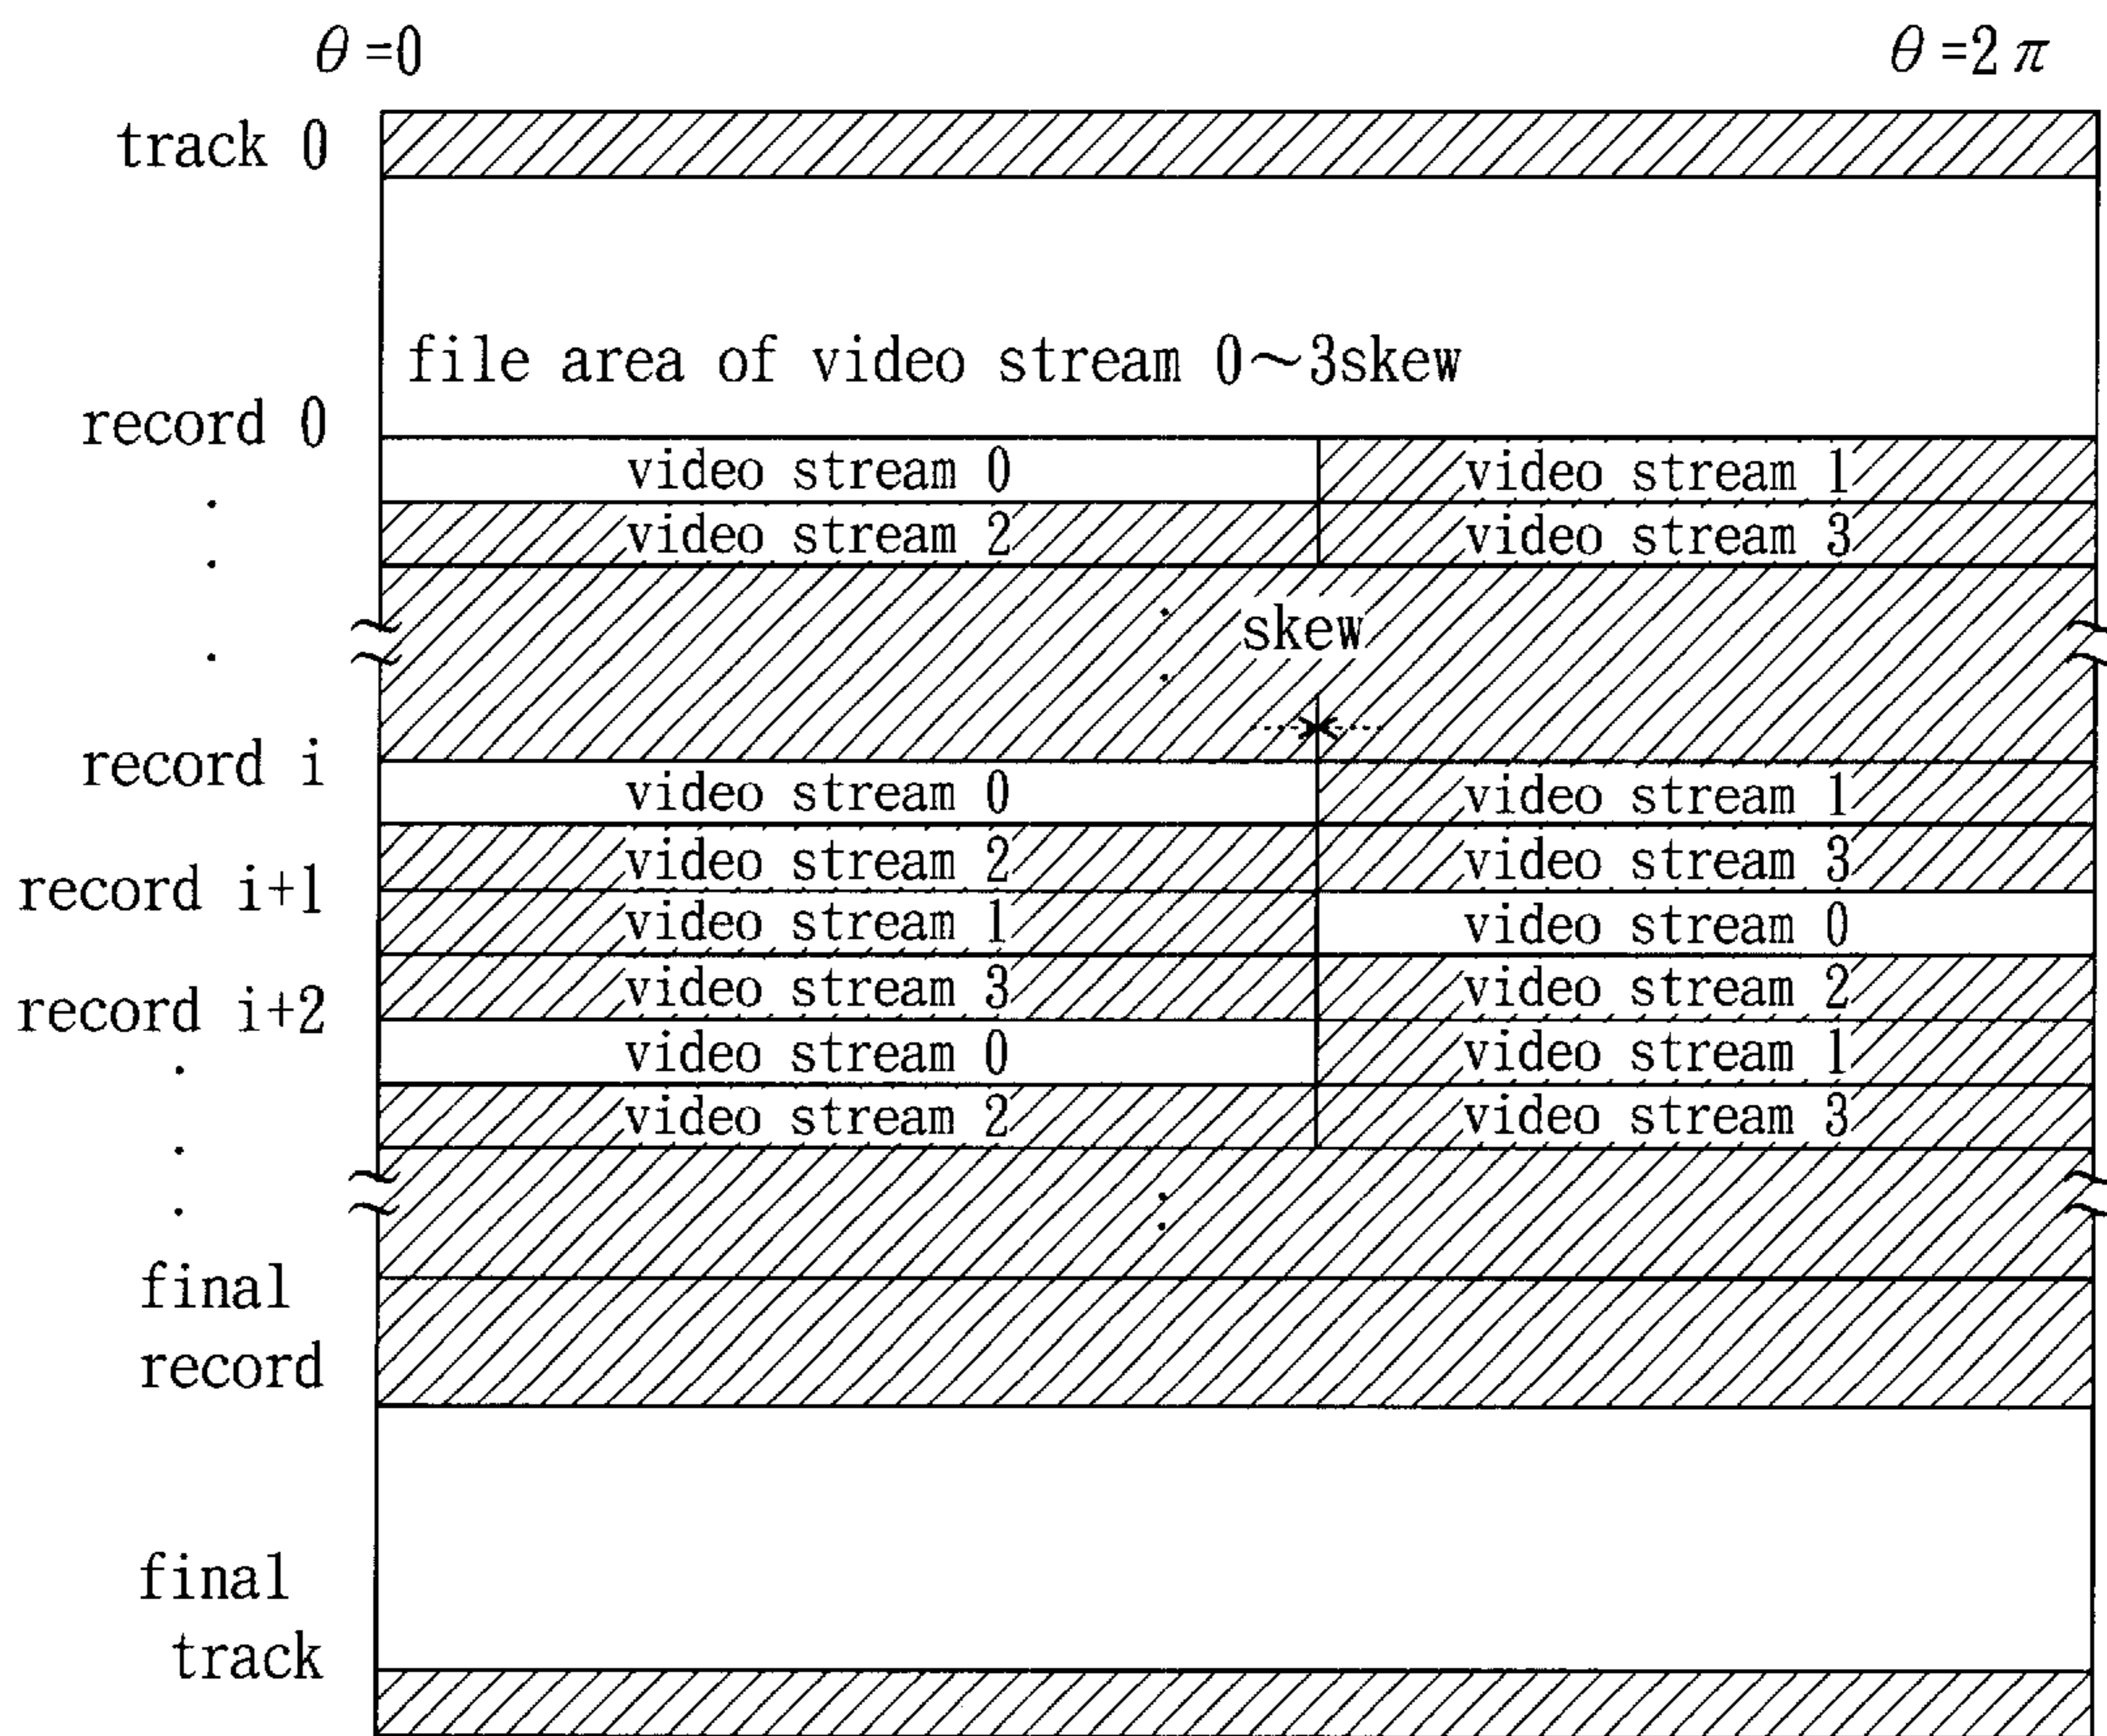 θ=0 θ=2π
track 0
file area of video stream 0~3skew
record 0
video stream 0 video stream 1
video stream 2 video stream 3
skew
record i
video stream 0 video stream 1
video stream 2 video stream 3
record i+1
video stream 1 video stream 0
video stream 3 video stream 2
record i+2
video stream 0 video stream 1
video stream 2 video stream 3
final
record
final
track